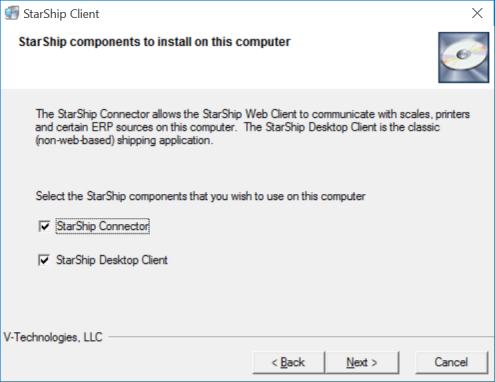 StarShip Client
StarShip components to install on this computer
The StarShip Connector allows the StarShip Web Client to communicate with scales, printers
and certain ERP sources on this computer.  The StarShip Desktop Client is the classic
(non-web-based) shipping application.
Select the StarShip components that you wish to use on this computer
StarShip Connector
StarShip Desktop Client
V-Technologies, LLC
< Back
Next >
Cancel